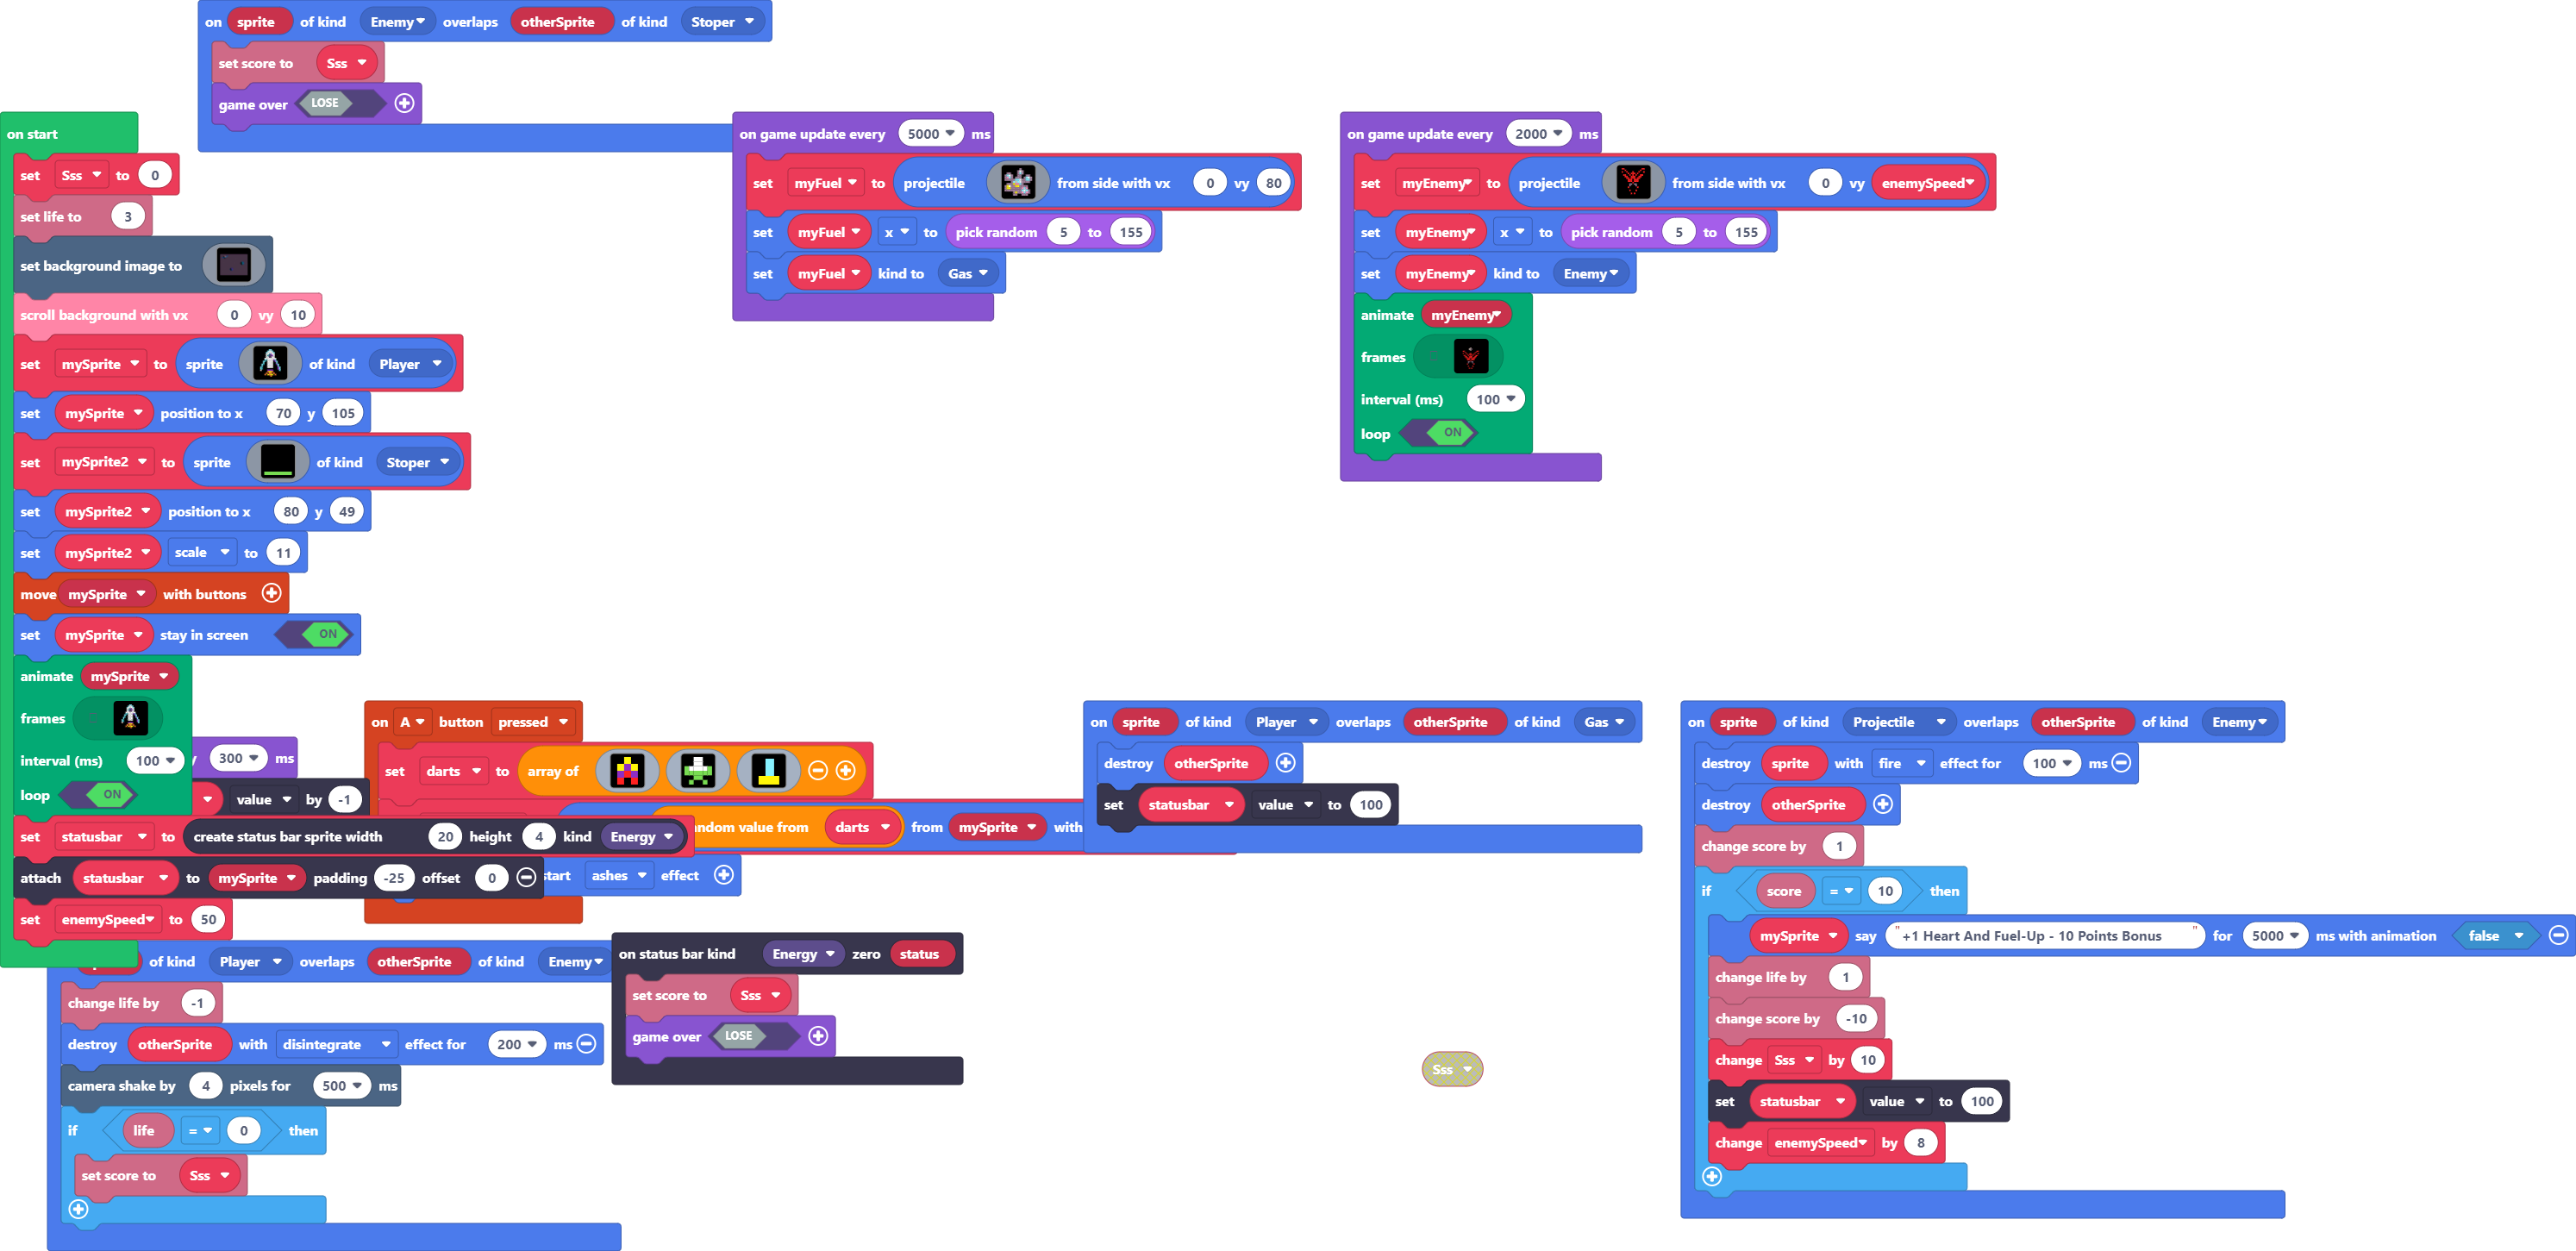 on sprite of kind Enemy overlaps otherSprite of kind Stoper
set score to Sss
game over LOSE
on start
set Sss to 0
set life to 3
set background image to
scroll background with vx 0 vy 10
set mySprite to sprite of kind Player
set mySprite position to x 70 y 105
set mySprite2 to sprite of kind Stoper
set mySprite2 position to x 80 y 49
set mySprite2 scale to 11
move mySprite with buttons
set mySprite stay in screen ON
animate mySprite
frames
interval (ms) 100
loop ON
set statusbar to create status bar sprite width 20 height 4 kind Energy
attach statusbar to mySprite padding -25 offset 0
set enemySpeed to 50
on game update every 5000 ms
set myFuel to projectile from side with vx 0 vy 80
set myFuel x to pick random 5 to 155
set myFuel kind to Gas
on game update every 2000 ms
set myEnemy to projectile from side with vx 0 vy enemySpeed
set myEnemy x to pick random 5 to 155
set myEnemy kind to Enemy
animate myEnemy
frames
interval (ms) 100
loop ON
300 ms
value by -1
on A button pressed
set darts to array of
value from darts from mySprite with
ashes effect
on sprite of kind Player overlaps otherSprite of kind Gas
destroy otherSprite
set statusbar value to 100
on sprite of kind Projectile overlaps otherSprite of kind Enemy
destroy sprite with fire effect for 100 ms
destroy otherSprite
change score by 1
if score = 10 then
mySprite say "+1 Heart And Fuel-Up - 10 Points Bonus" for 5000 ms with animation false
change life by 1
change score by -10
change Sss by 10
set statusbar value to 100
change enemySpeed by 8
of kind Player overlaps otherSprite of kind Enemy
change life by -1
destroy otherSprite with disintegrate effect for 200 ms
camera shake by 4 pixels for 500 ms
if life = 0 then
set score to Sss
on status bar kind Energy zero status
set score to Sss
game over LOSE
Sss